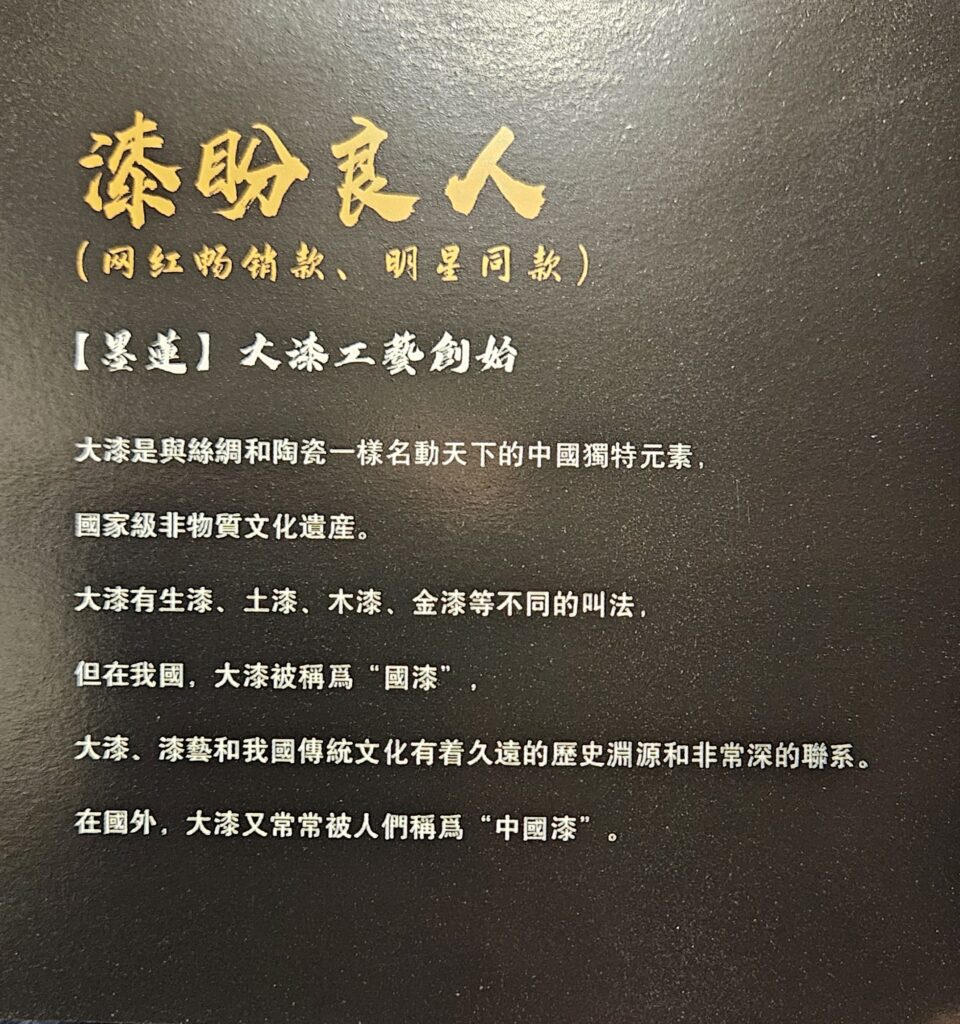 漆盼良人
(网红畅销款、明星同款)
【墨蓮】大漆工藝創始
大漆是與絲綢和陶瓷一樣名動天下的中國獨特元素，
國家級非物質文化遺産。
大漆有生漆、土漆、木漆、金漆等不同的叫法，
但在我國，大漆被稱爲“國漆”，
大漆、漆藝和我國傳統文化有着久遠的歷史淵源和非常深的聯系。
在國外，大漆又常常被人們稱爲“中國漆”。